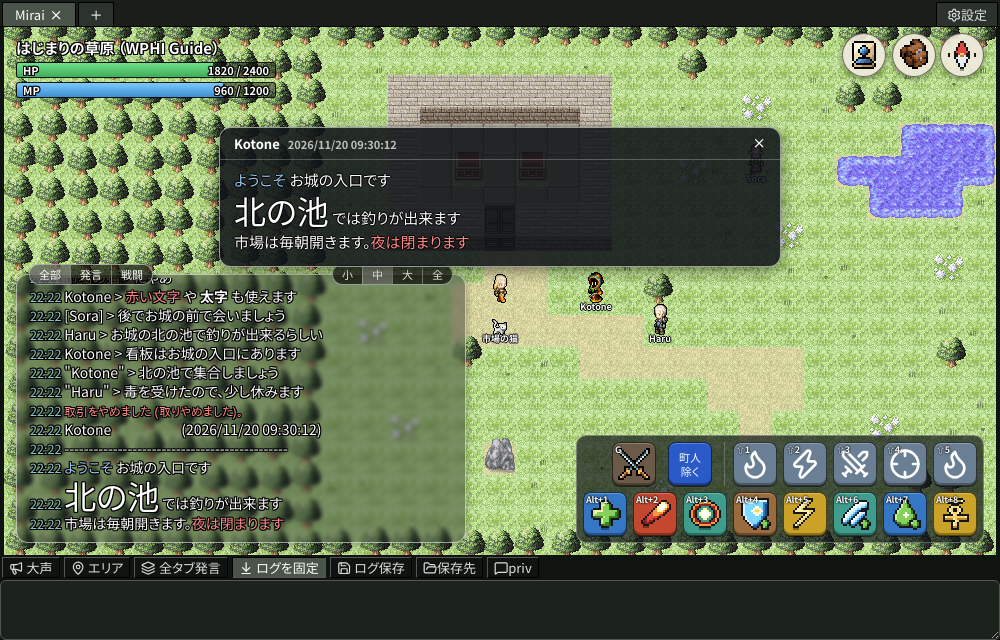 Mirai ×
+
設定
はじまりの草原 (WPHI Guide)
HP 1820 / 2400
MP 960 / 1200
Kotone 2026/11/20 09:30:12 ×
ようこそ お城の入口です
北の池 では釣りが出来ます
市場は毎朝開きます。夜は閉まります
全部 発言 戦闘
小 中 大 全
22:22 Kotone > 赤い文字 や 太字 も使えます
22:22 [Sora] > 後でお城の前で会いましょう
22:22 Haru > お城の北の池で釣りが出来るらしい
22:22 Kotone > 看板はお城の入口にあります
22:22 "Kotone" > 北の池で集合しましょう
22:22 "Haru" > 毒を受けたので、少し休みます
22:22 取引をやめました (取りやめました)。
22:22 Kotone (2026/11/20 09:30:12)
22:22 ----------------------------------------
22:22 ようこそ お城の入口です
22:22 北の池 では釣りが出来ます
22:22 市場は毎朝開きます。夜は閉まります
Sora
Kotone
市場の猫
Haru
G
町人
除く
⇧1 ⇧2 ⇧3 ⇧4 ⇧5
Alt+1 Alt+2 Alt+3 Alt+4 Alt+5 Alt+6 Alt+7 Alt+8
大声 エリア 全タブ発言 ログを固定 ログ保存 保存先 priv